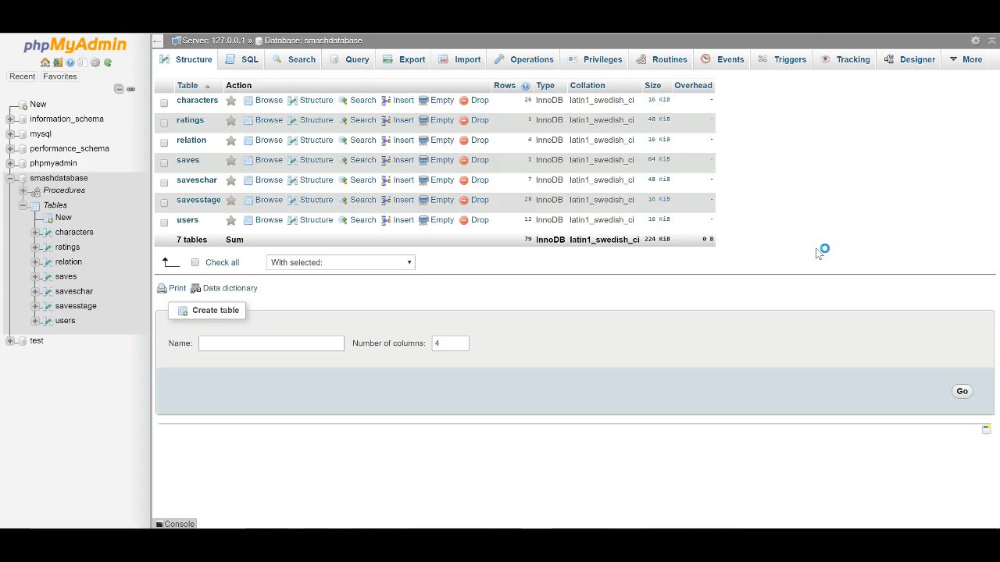 phpMyAdmin
Recent Favorites
New
information_schema
mysql
performance_schema
phpmyadmin
smashdatabase
Procedures
Tables
New
characters
ratings
relation
saves
saveschar
savesstage
users
test
Server: 127.0.0.1 » Database: smashdatabase
Structure SQL Search Query Export Import Operations Privileges Routines Events Triggers Tracking Designer More
Table Action Rows Type Collation Size Overhead
characters Browse Structure Search Insert Empty Drop 26 InnoDB latin1_swedish_ci 16 KiB -
ratings Browse Structure Search Insert Empty Drop 1 InnoDB latin1_swedish_ci 48 KiB -
relation Browse Structure Search Insert Empty Drop 4 InnoDB latin1_swedish_ci 16 KiB -
saves Browse Structure Search Insert Empty Drop 1 InnoDB latin1_swedish_ci 64 KiB -
saveschar Browse Structure Search Insert Empty Drop 7 InnoDB latin1_swedish_ci 48 KiB -
savesstage Browse Structure Search Insert Empty Drop 28 InnoDB latin1_swedish_ci 16 KiB -
users Browse Structure Search Insert Empty Drop 12 InnoDB latin1_swedish_ci 16 KiB -
7 tables Sum 79 InnoDB latin1_swedish_ci 224 KiB 0 B
Check all With selected:
Print Data dictionary
Create table
Name: Number of columns: 4
Go
Console